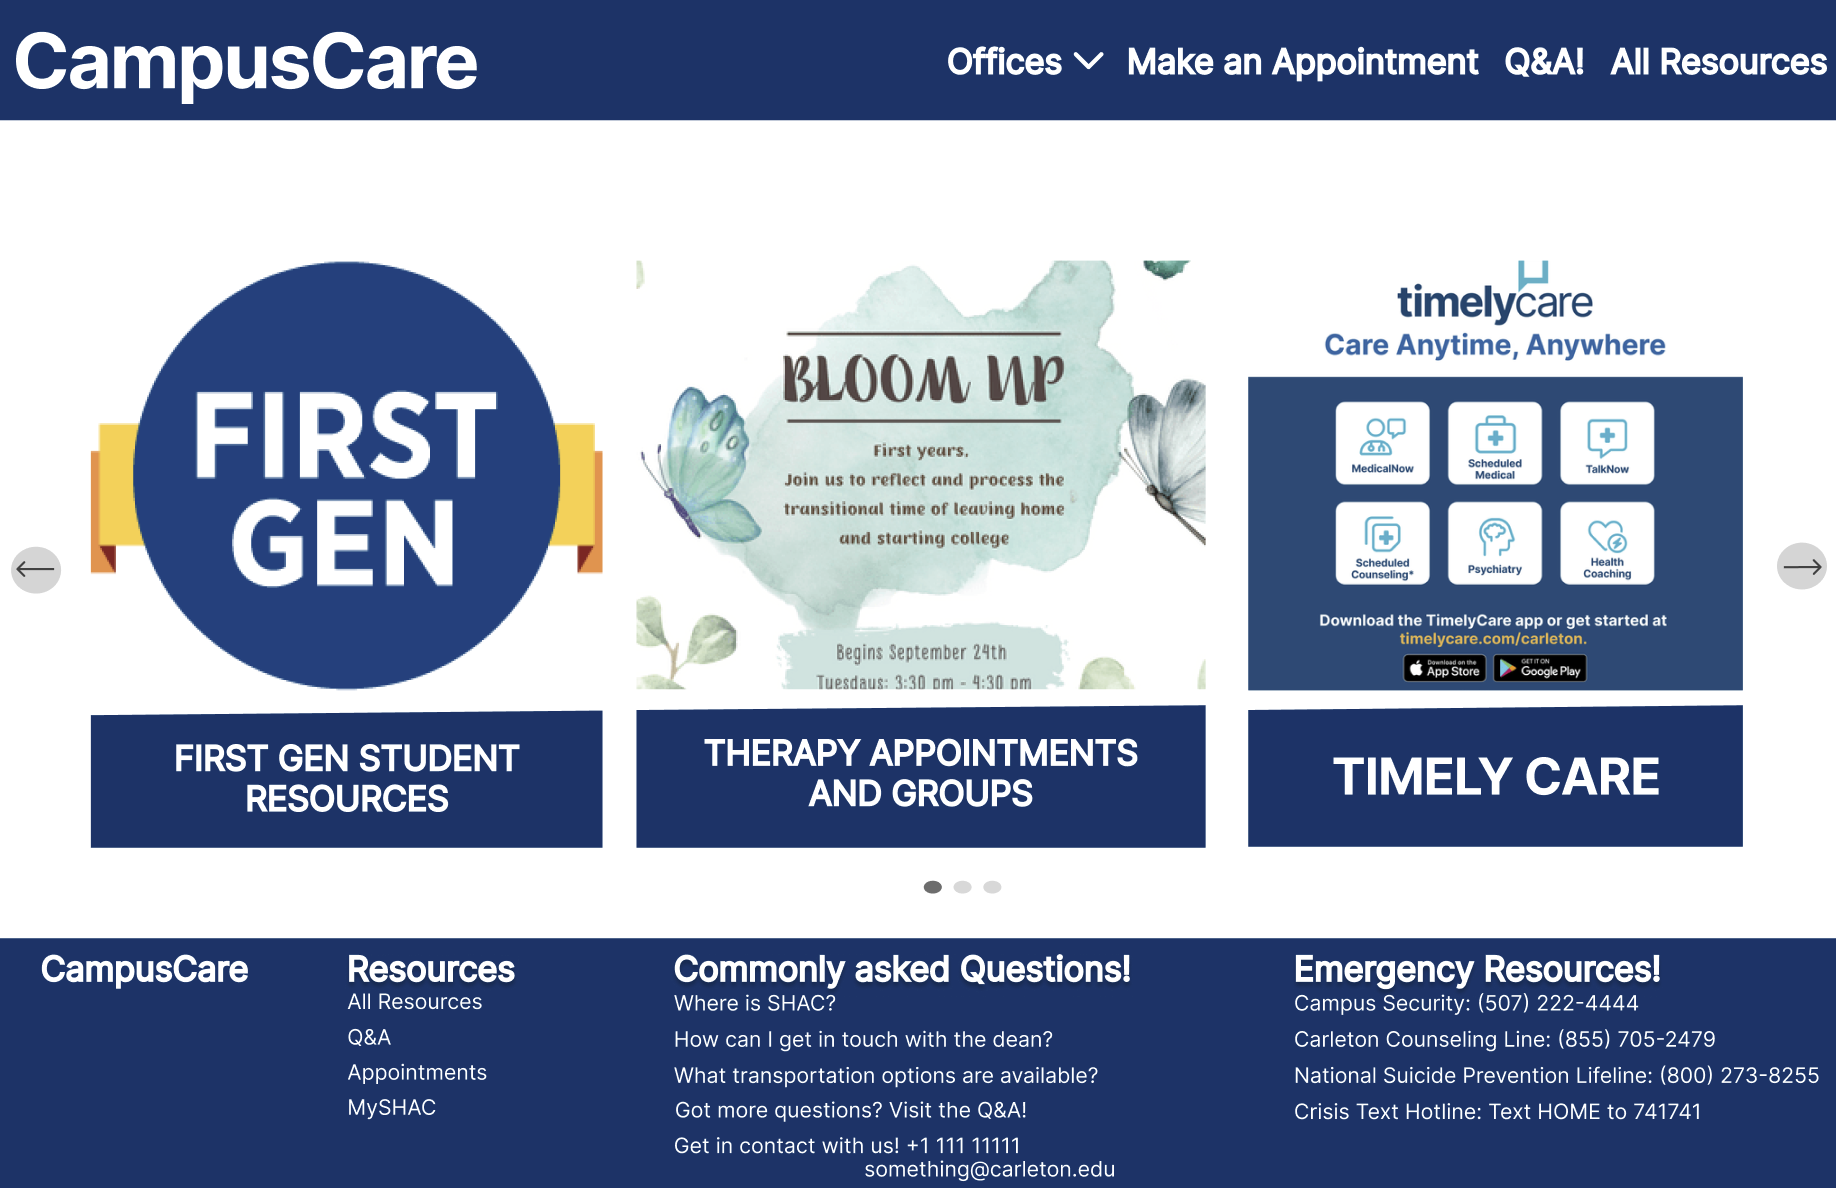 CampusCare
Offices Make an Appointment Q&A! All Resources
FIRST
GEN
FIRST GEN STUDENT
RESOURCES
BLOOM UP
First years,
Join us to reflect and process the
transitional time of leaving home
and starting college
Begins September 24th
Tuesdays: 3:30 pm - 4:30 pm
THERAPY APPOINTMENTS
AND GROUPS
timelycare
Care Anytime, Anywhere
MedicalNow
Scheduled
Medical
TalkNow
Scheduled
Counseling*
Psychiatry
Health
Coaching
Download the TimelyCare app or get started at
timelycare.com/carleton.
Download on the
App Store
GET IT ON
Google Play
TIMELY CARE
CampusCare
Resources
All Resources
Q&A
Appointments
MySHAC
Commonly asked Questions!
Where is SHAC?
How can I get in touch with the dean?
What transportation options are available?
Got more questions? Visit the Q&A!
Get in contact with us! +1 111 11111
something@carleton.edu
Emergency Resources!
Campus Security: (507) 222-4444
Carleton Counseling Line: (855) 705-2479
National Suicide Prevention Lifeline: (800) 273-8255
Crisis Text Hotline: Text HOME to 741741